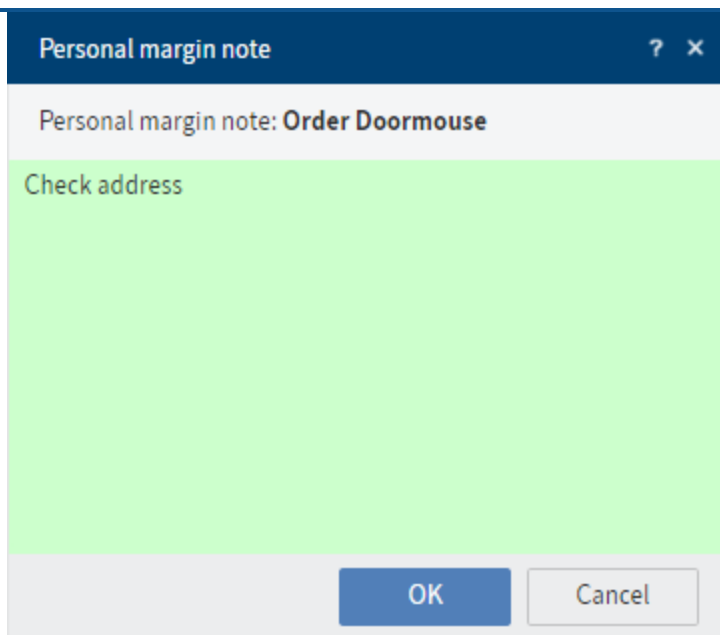 Personal margin note ? ×
Personal margin note: Order Doormouse
Check address
OK Cancel